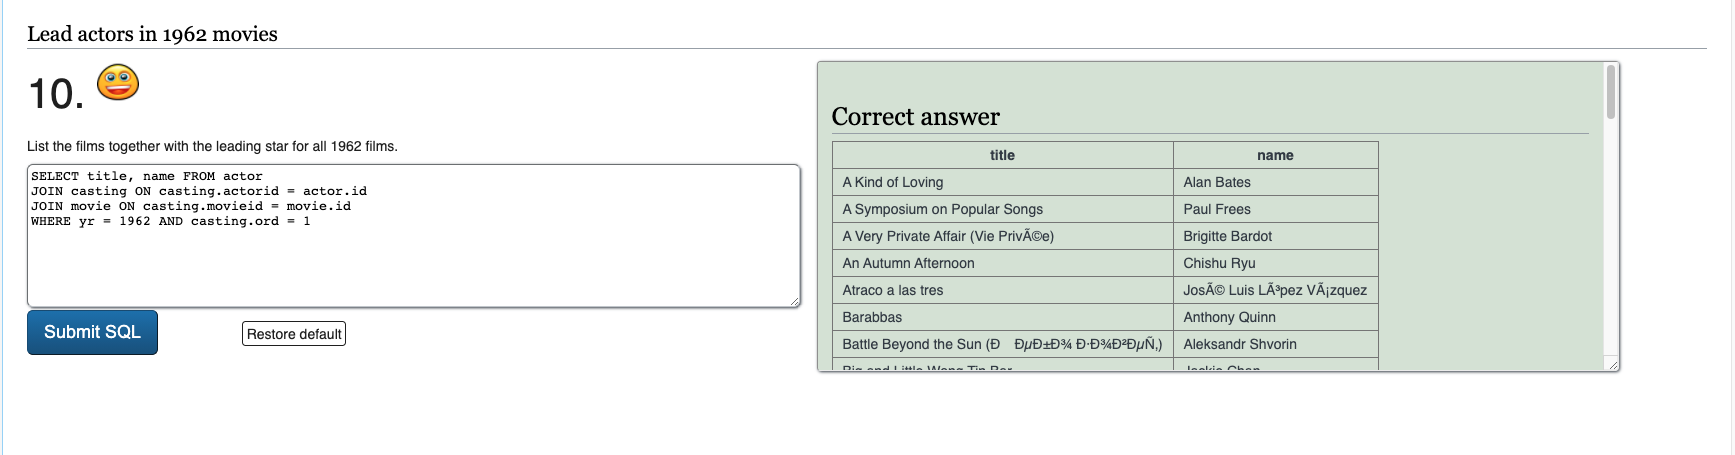 Lead actors in 1962 movies
10.
List the films together with the leading star for all 1962 films.
SELECT title, name FROM actor
JOIN casting ON casting.actorid = actor.id
JOIN movie ON casting.movieid = movie.id
WHERE yr = 1962 AND casting.ord = 1
Submit SQL
Restore default
Correct answer
title name
A Kind of Loving Alan Bates
A Symposium on Popular Songs Paul Frees
A Very Private Affair (Vie PrivÃ©e) Brigitte Bardot
An Autumn Afternoon Chishu Ryu
Atraco a las tres JosÃ© Luis LÃ³pez VÃ¡zquez
Barabbas Anthony Quinn
Battle Beyond the Sun (Ð ÐµÐ±Ð¾ Ð·Ð¾Ð²ÐµÑ‚) Aleksandr Shvorin